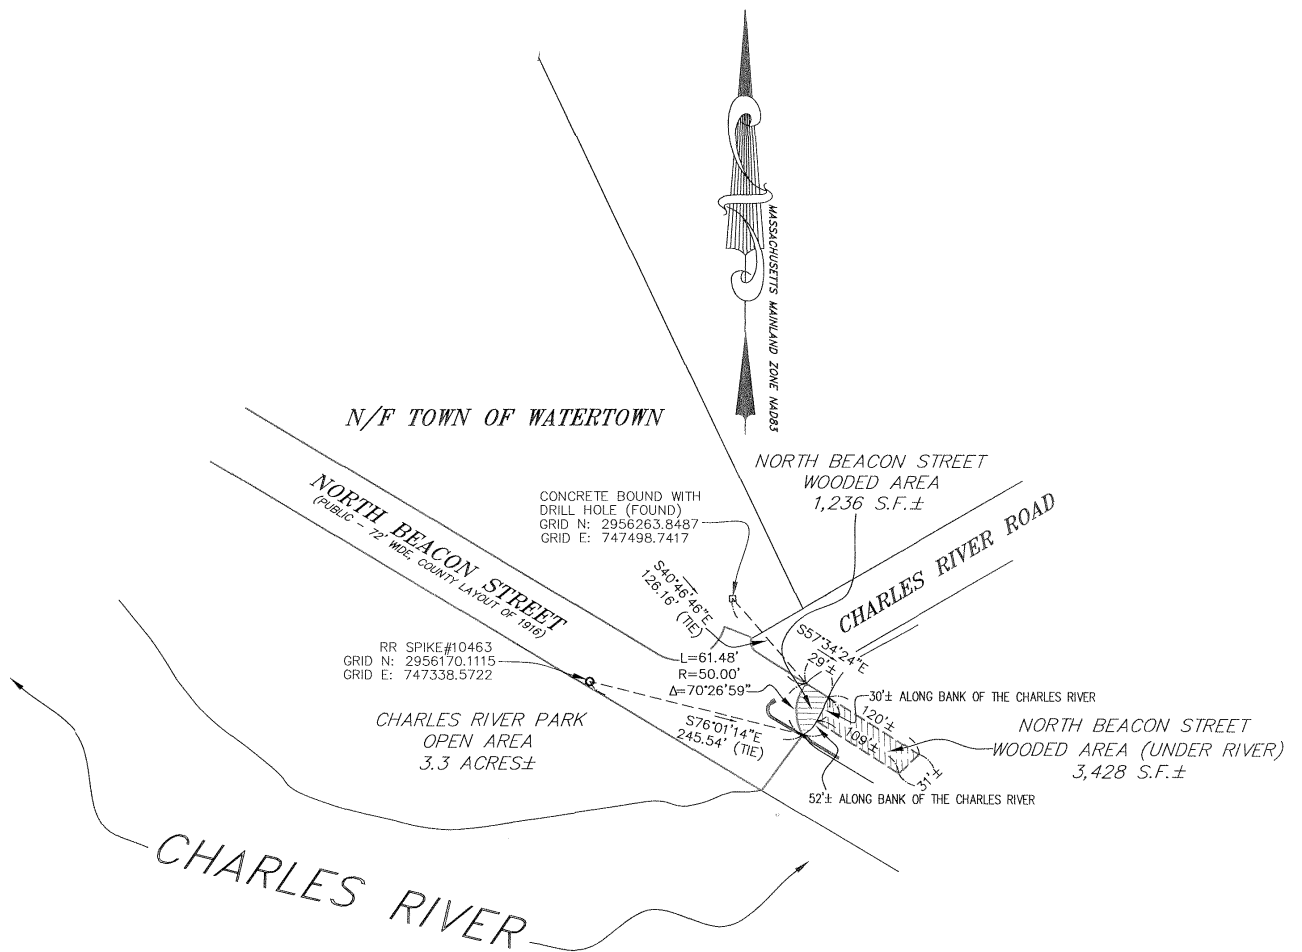 MASSACHUSETTS MAINLAND ZONE NAD83
N/F TOWN OF WATERTOWN
NORTH BEACON STREET
WOODED AREA
1,236 S.F.±
NORTH BEACON STREET
(PUBLIC - 72' WIDE, COUNTY LAYOUT OF 1916)
CONCRETE BOUND WITH
DRILL HOLE (FOUND)
GRID N: 2956263.8487
GRID E: 747498.7417
CHARLES RIVER ROAD
S40°46'46"E
126.16' (TIE)
S57°34'24"E
29'±
RR SPIKE#10463
GRID N: 2956170.1115
GRID E: 747338.5722
L=61.48'
R=50.00'
Δ=70°26'59"
30'± ALONG BANK OF THE CHARLES RIVER
120'±
109'±
31'±
CHARLES RIVER PARK
OPEN AREA
3.3 ACRES±
S76°01'14"E
245.54' (TIE)
NORTH BEACON STREET
WOODED AREA (UNDER RIVER)
3,428 S.F.±
52'± ALONG BANK OF THE CHARLES RIVER
CHARLES RIVER